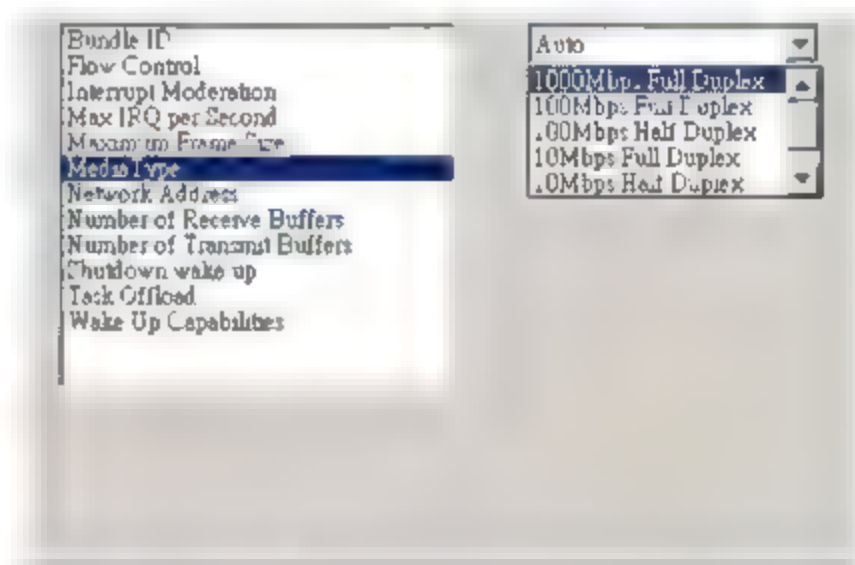 Bundle ID
Flow Control
Interrupt Moderation
Max IRQ per Second
Maximum Frame Size
Media Type
Network Address
Number of Receive Buffers
Number of Transmit Buffers
Shutdown wake up
Task Offload
Wake Up Capabilities
Auto
1000Mbps Full Duplex
100Mbps Full Duplex
100Mbps Half Duplex
10Mbps Full Duplex
10Mbps Half Duplex